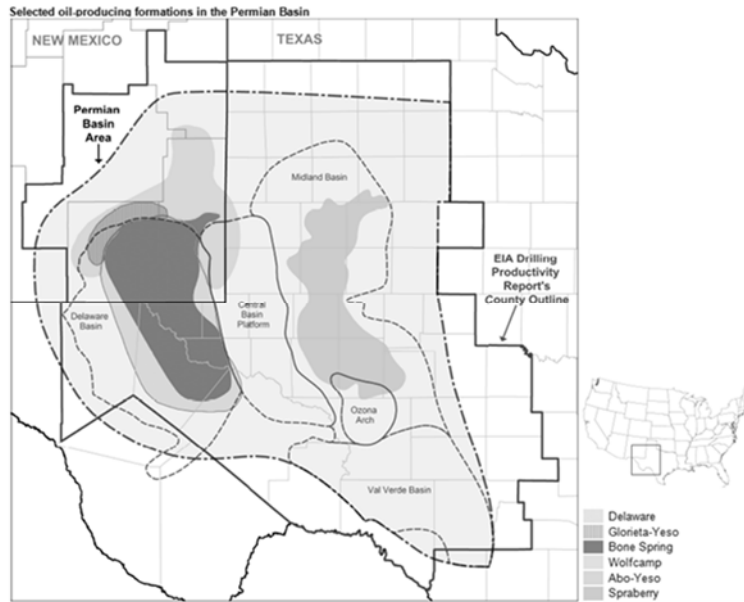 Selected oil-producing formations in the Permian Basin
NEW MEXICO
TEXAS
Permian
Basin
Area
Midland Basin
EIA Drilling
Productivity
Report's
County Outline
Delaware
Basin
Central
Basin
Platform
Ozona
Arch
Val Verde Basin
Delaware
Glorieta-Yeso
Bone Spring
Wolfcamp
Abo-Yeso
Spraberry